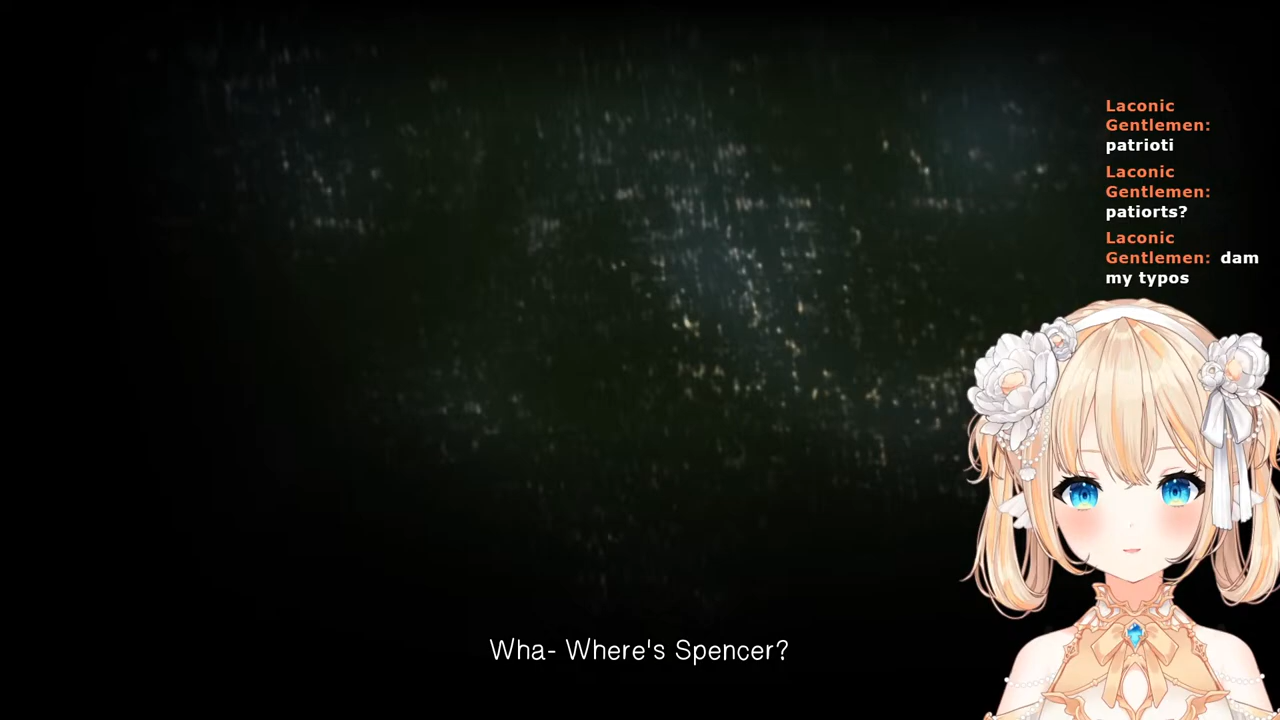 Laconic
Gentlemen:
patrioti
Laconic
Gentlemen:
patiorts?
Laconic
Gentlemen: dam
my typos
Wha- Where's Spencer?